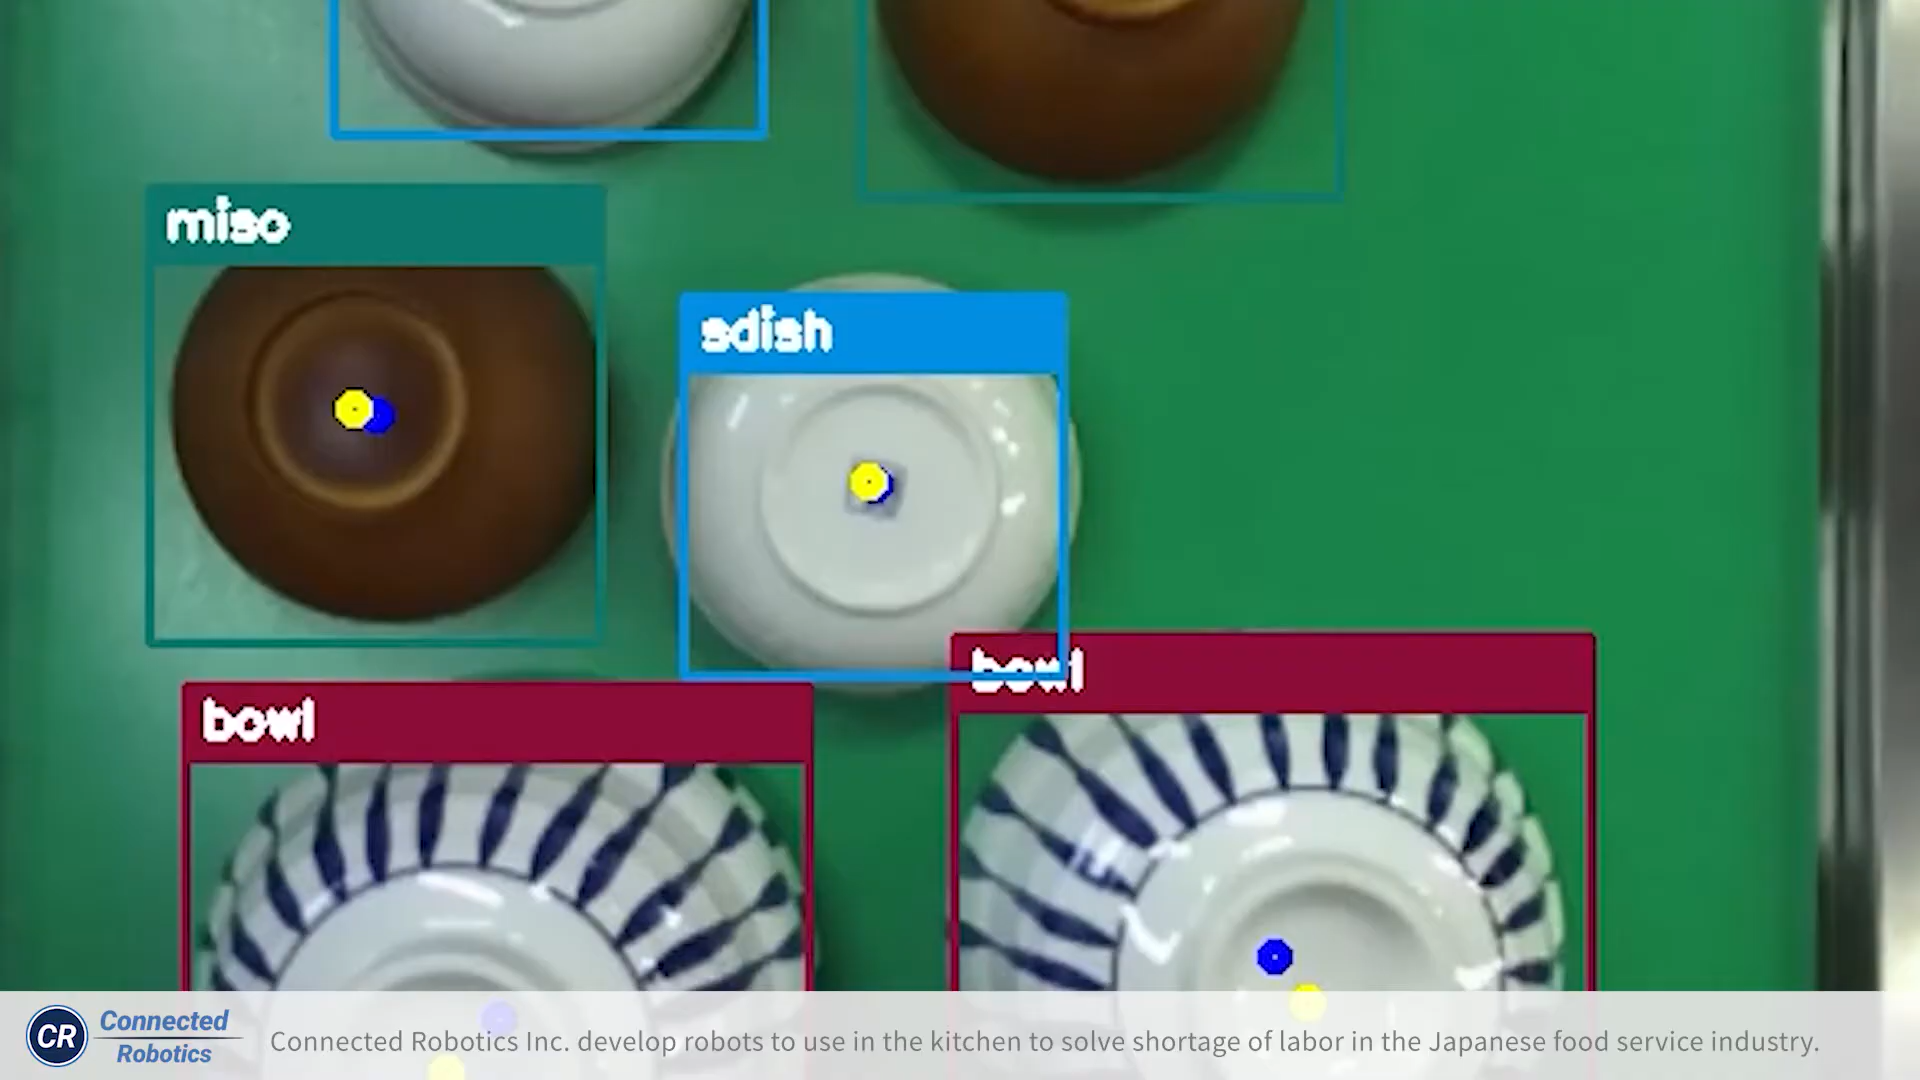 miso
sdish
bowl
bowl
CR
Connected
Robotics
Connected Robotics Inc. develop robots to use in the kitchen to solve shortage of labor in the Japanese food service industry.